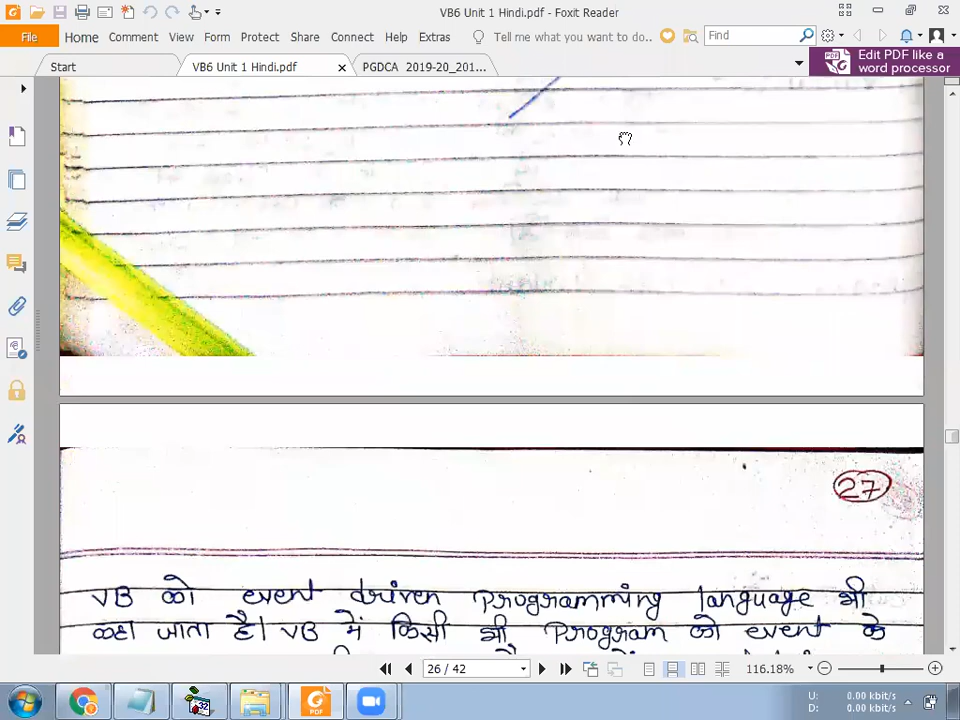 VB6 Unit 1 Hindi.pdf - Foxit Reader
File Home Comment View Form Protect Share Connect Help Extras Tell me what you want to do.. Find
Start VB6 Unit 1 Hindi.pdf PGDCA 2019-20_201... Edit PDF like a
word processor
27
VB को event driven Programming language भी
कहा जाता है। VB में किसी भी Program को event के
26 / 42 116.18%
U: 0.00 kbit/s
D: 0.00 kbit/s